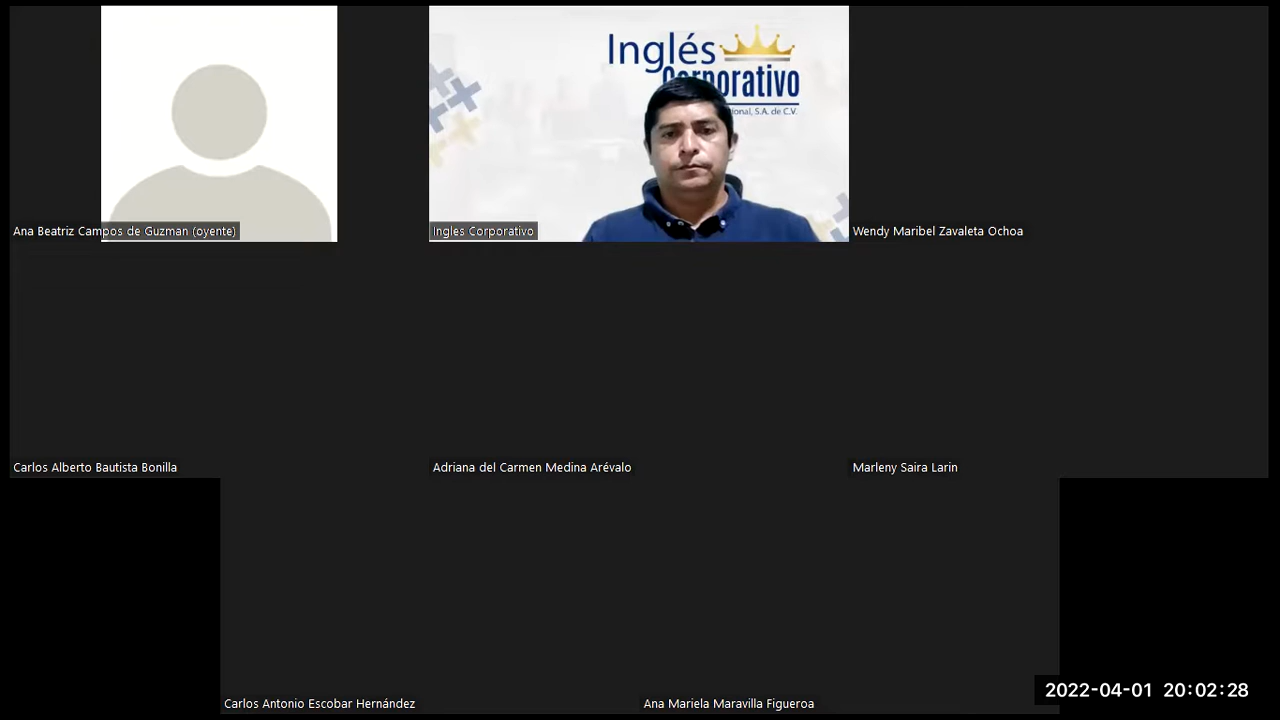 Inglés
Corporativo
ional, S.A. de C.V.
Ana Beatriz Campos de Guzman (oyente)
Ingles Corporativo
Wendy Maribel Zavaleta Ochoa
Carlos Alberto Bautista Bonilla
Adriana del Carmen Medina Arévalo
Marleny Saira Larin
Carlos Antonio Escobar Hernández
Ana Mariela Maravilla Figueroa
2022-04-01 20:02:28